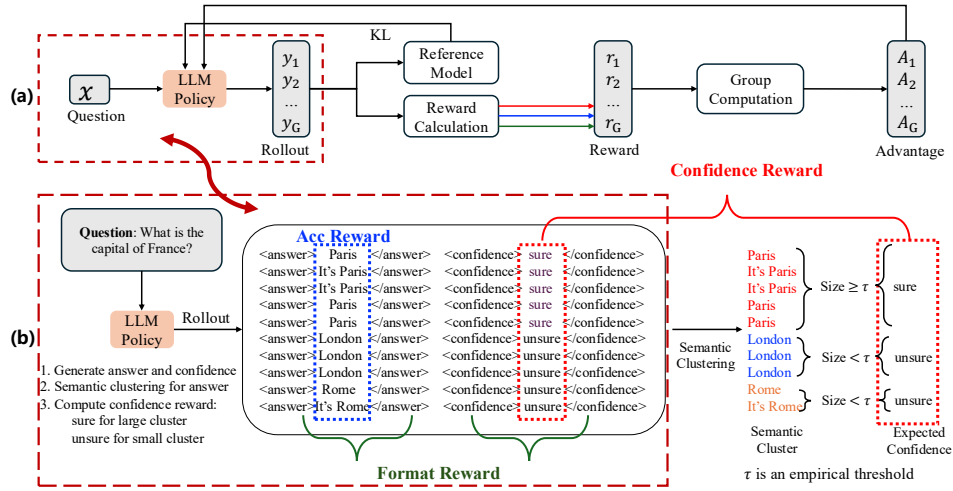 (a)
x
Question
LLM
Policy
y1
y2
...
yG
Rollout
KL
Reference
Model
Reward
Calculation
r1
r2
...
rG
Reward
Group
Computation
A1
A2
...
AG
Advantage
Confidence Reward
(b)
Question: What is the
capital of France?
LLM
Policy
Rollout
1. Generate answer and confidence
2. Semantic clustering for answer
3. Compute confidence reward:
sure for large cluster
unsure for small cluster
Acc Reward
<answer> Paris </answer> <confidence> sure </confidence>
<answer> It's Paris </answer> <confidence> sure </confidence>
<answer> It's Paris </answer> <confidence> sure </confidence>
<answer> Paris </answer> <confidence> sure </confidence>
<answer> Paris </answer> <confidence> sure </confidence>
<answer> London </answer> <confidence> unsure </confidence>
<answer> London </answer> <confidence> unsure </confidence>
<answer> London </answer> <confidence> unsure </confidence>
<answer> Rome </answer> <confidence> unsure </confidence>
<answer> It's Rome </answer> <confidence> unsure </confidence>
Format Reward
Semantic
Clustering
Paris
It's Paris
It's Paris
Paris
Paris
London
London
London
Rome
It's Rome
Size ≥ τ
sure
Size < τ
unsure
Size < τ
unsure
Semantic
Cluster
Expected
Confidence
τ is an empirical threshold